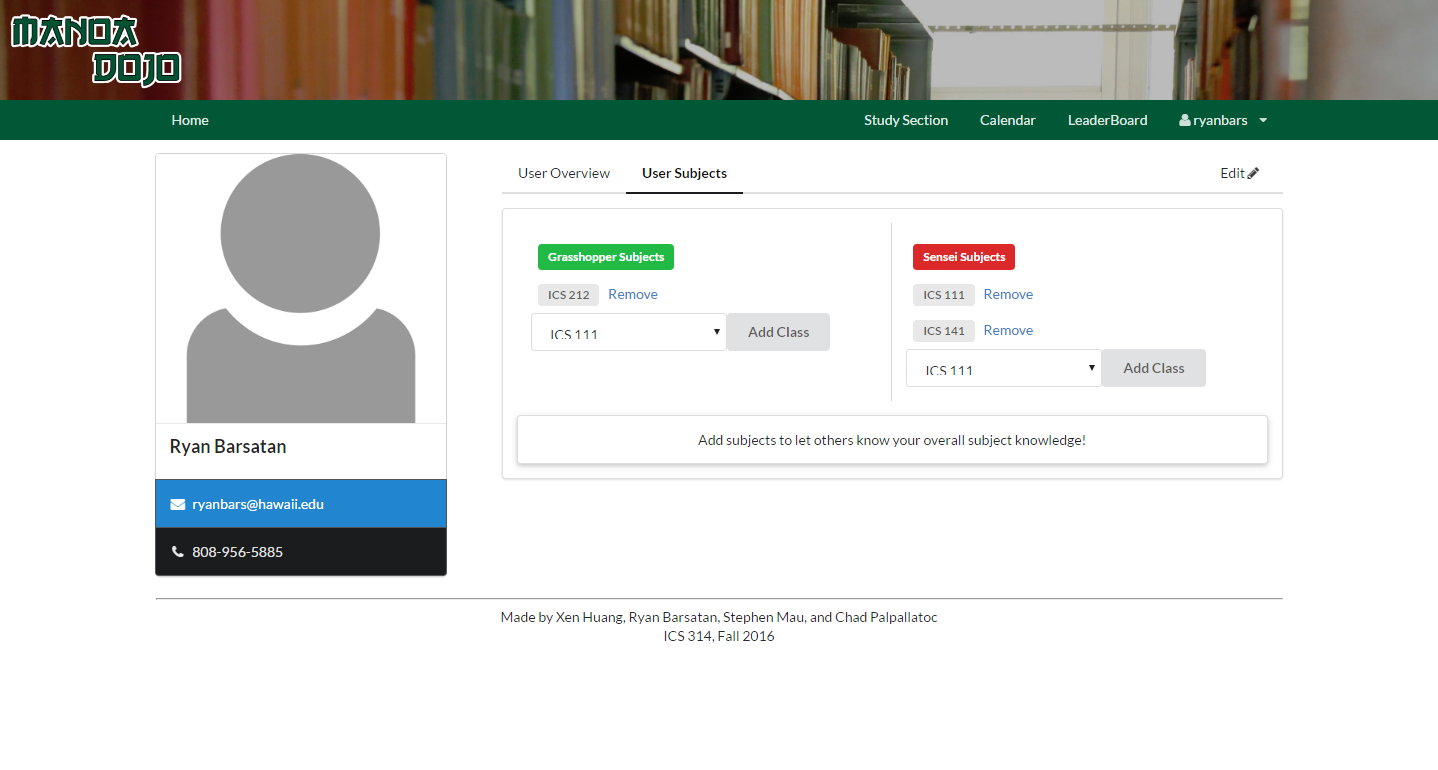 MANOA
DOJO
Home
Study Section
Calendar
LeaderBoard
ryanbars
User Overview
User Subjects
Edit
Grasshopper Subjects
ICS 212 Remove
ICS 111 Add Class
Sensei Subjects
ICS 111 Remove
ICS 141 Remove
ICS 111 Add Class
Add subjects to let others know your overall subject knowledge!
Ryan Barsatan
ryanbars@hawaii.edu
808-956-5885
Made by Xen Huang, Ryan Barsatan, Stephen Mau, and Chad Palpallatoc
ICS 314, Fall 2016